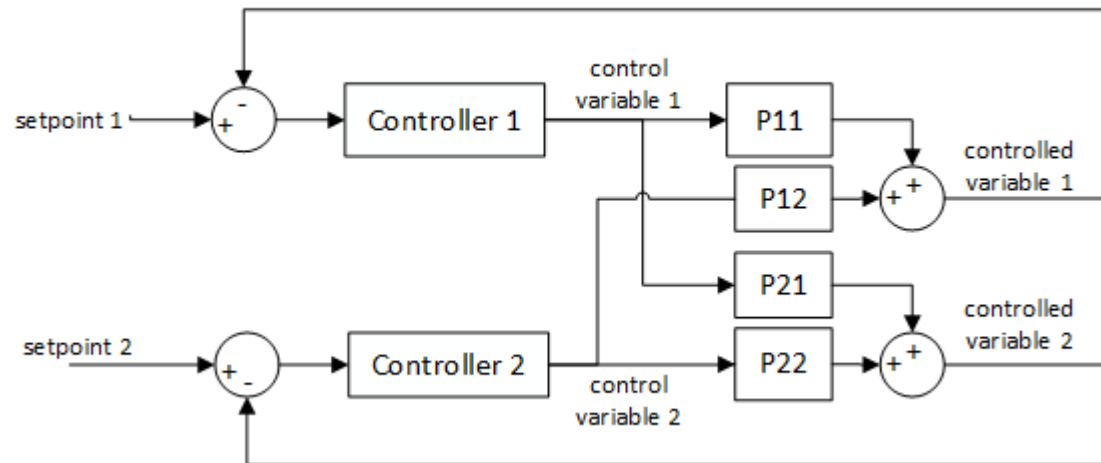 control
variable 1
setpoint 1
-
+
Controller 1
P11
controlled
variable 1
+
+
P12
P21
controlled
variable 2
setpoint 2
+
-
Controller 2
P22
+
+
control
variable 2